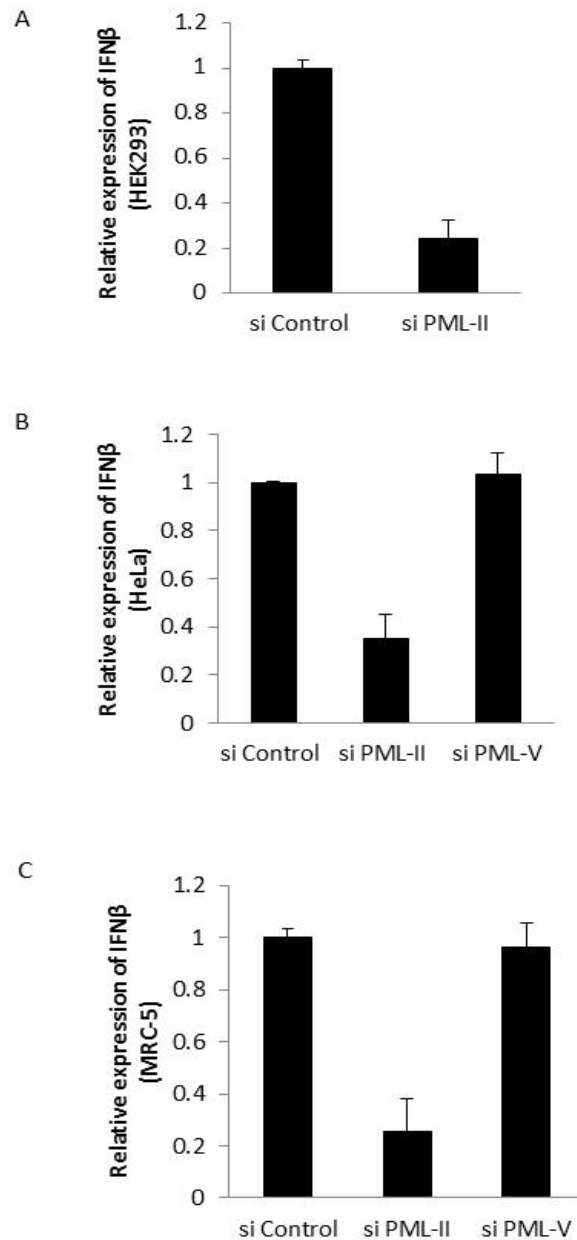 A
Relative expression of IFNβ
(HEK293)
1.2
1
0.8
0.6
0.4
0.2
0
si Control si PML-II
B
Relative expression of IFNβ
(HeLa)
1.2
1
0.8
0.6
0.4
0.2
0
si Control si PML-II si PML-V
C
Relative expression of IFNβ
(MRC-5)
1.2
1
0.8
0.6
0.4
0.2
0
si Control si PML-II si PML-V